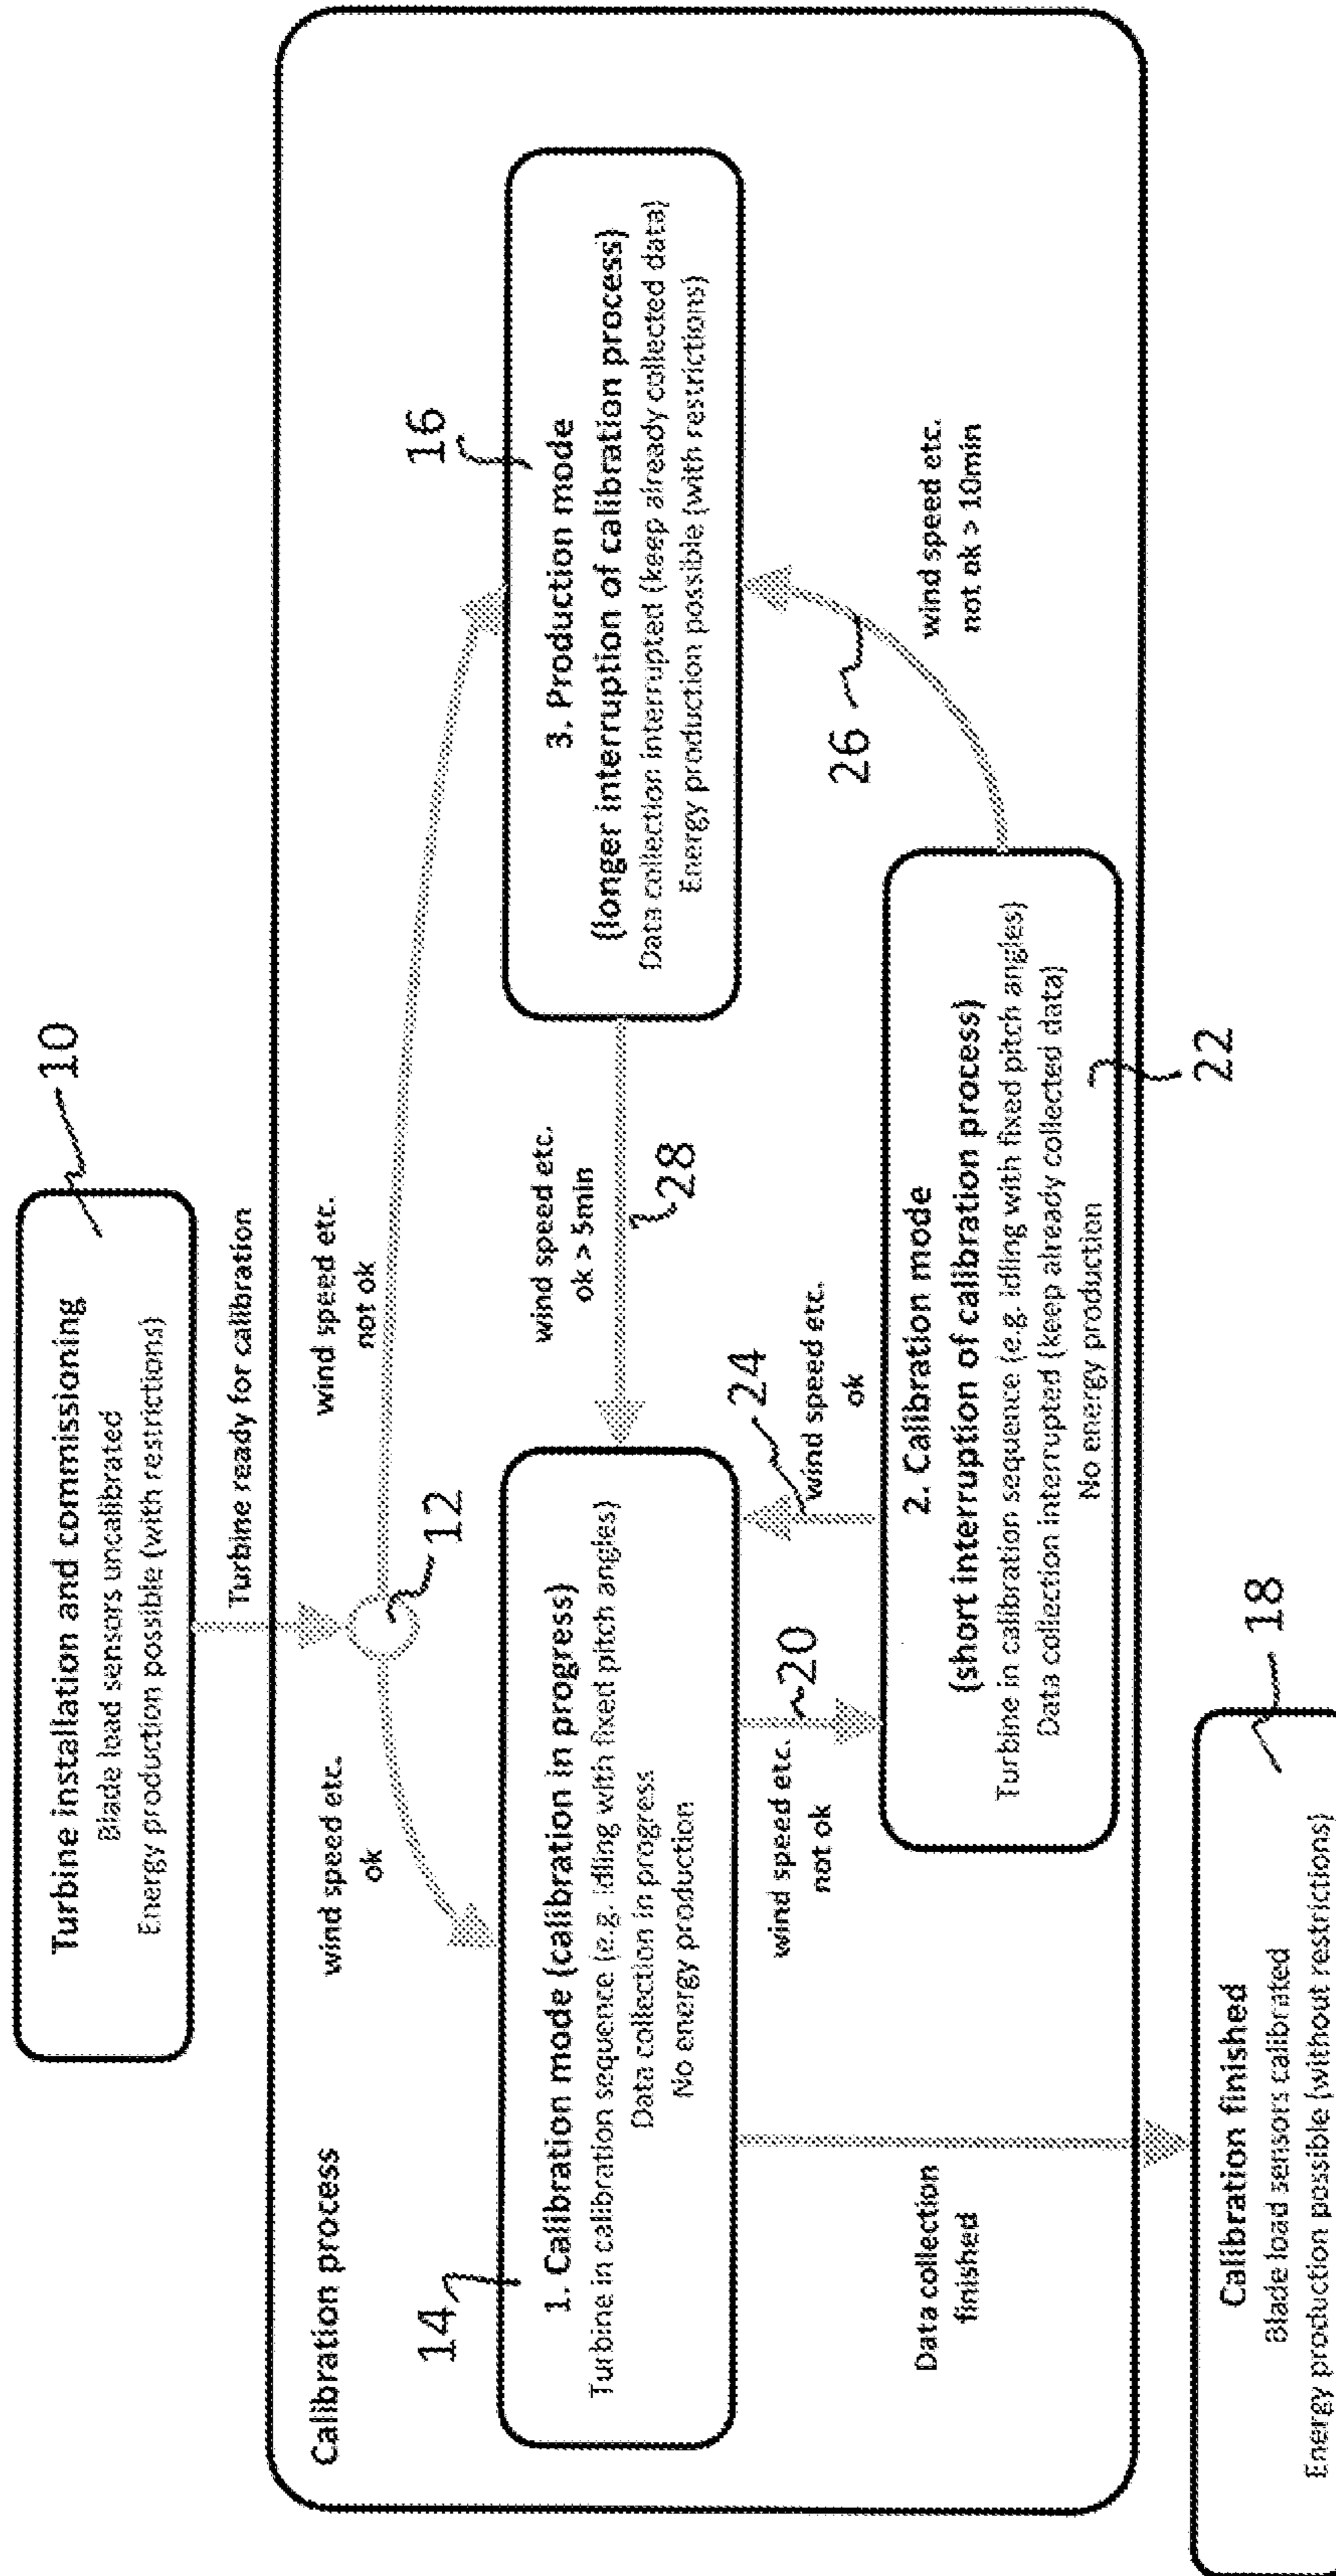 10
Turbine installation and commissioning
Blade load sensors uncalibrated
Energy production possible (with restrictions)
Turbine ready for calibration
Calibration process
wind speed etc.
ok
12
wind speed etc.
not ok
14
1. Calibration mode (calibration in progress)
Turbine in calibration sequence (e.g. idling with fixed pitch angles)
Data collection in progress
No energy production
wind speed etc.
ok > 5min
28
16
3. Production mode
(longer interruption of calibration process)
Data collection interrupted (keep already collected data)
Energy production possible (with restrictions)
Data collection
finished
wind speed etc.
not ok
20
24
wind speed etc.
ok
26
wind speed etc.
not ok > 10min
2. Calibration mode
(short interruption of calibration process)
Turbine in calibration sequence (e.g. idling with fixed pitch angles)
Data collection interrupted (keep already collected data)
No energy production
22
18
Calibration finished
Blade load sensors calibrated
Energy production possible (without restrictions)